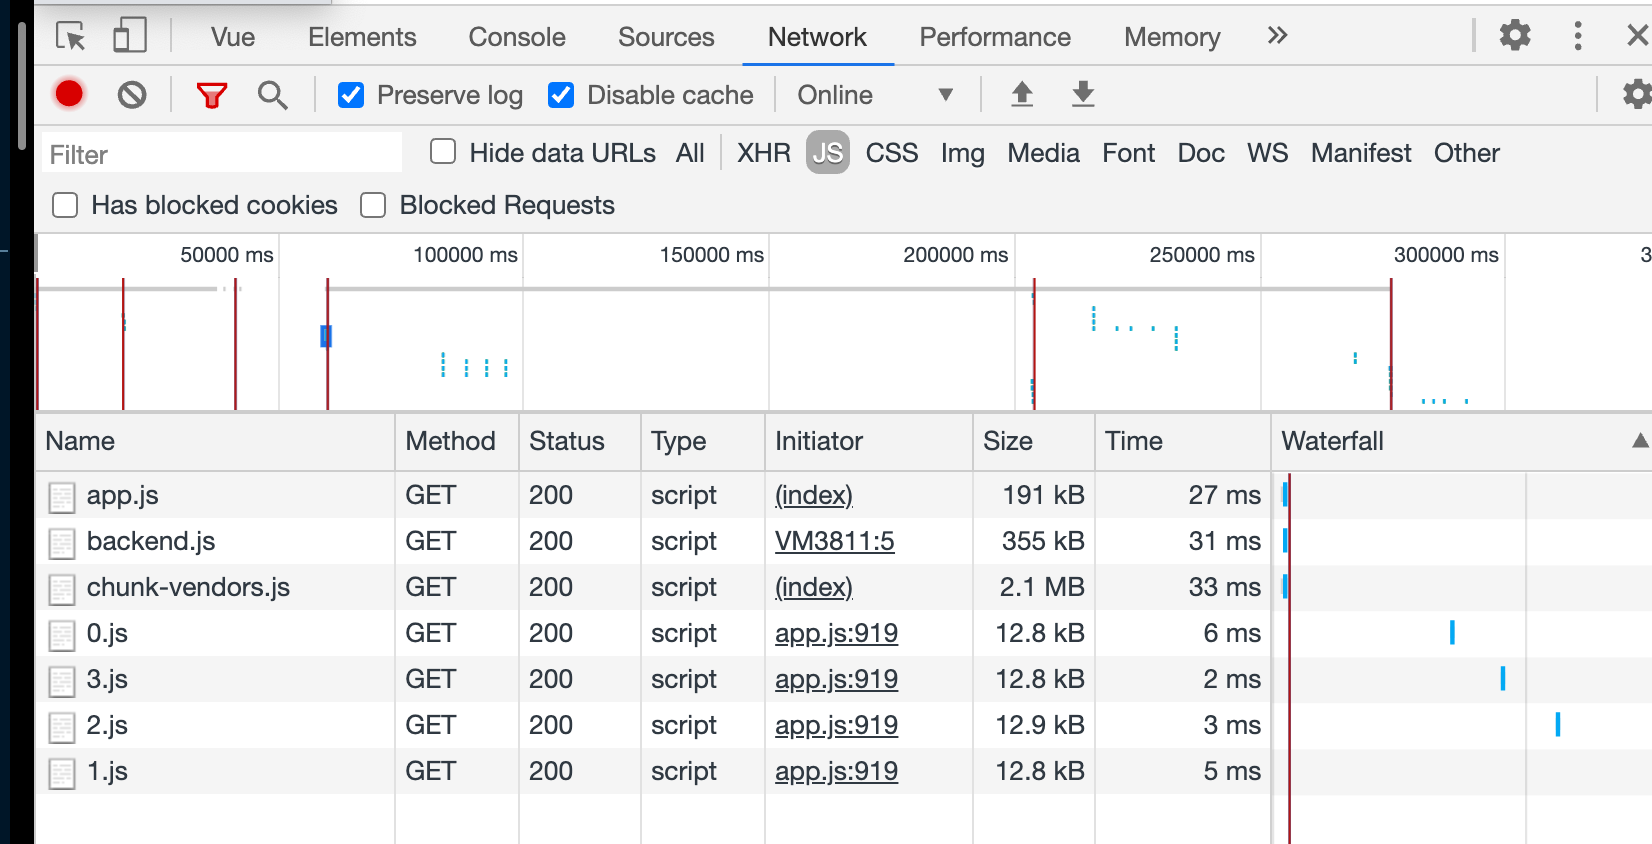 Vue Elements Console Sources Network Performance Memory »
Preserve log Disable cache Online
Filter Hide data URLs All XHR JS CSS Img Media Font Doc WS Manifest Other
Has blocked cookies Blocked Requests
50000 ms 100000 ms 150000 ms 200000 ms 250000 ms 300000 ms 3
Name Method Status Type Initiator Size Time Waterfall
app.js GET 200 script (index) 191 kB 27 ms
backend.js GET 200 script VM3811:5 355 kB 31 ms
chunk-vendors.js GET 200 script (index) 2.1 MB 33 ms
0.js GET 200 script app.js:919 12.8 kB 6 ms
3.js GET 200 script app.js:919 12.8 kB 2 ms
2.js GET 200 script app.js:919 12.9 kB 3 ms
1.js GET 200 script app.js:919 12.8 kB 5 ms